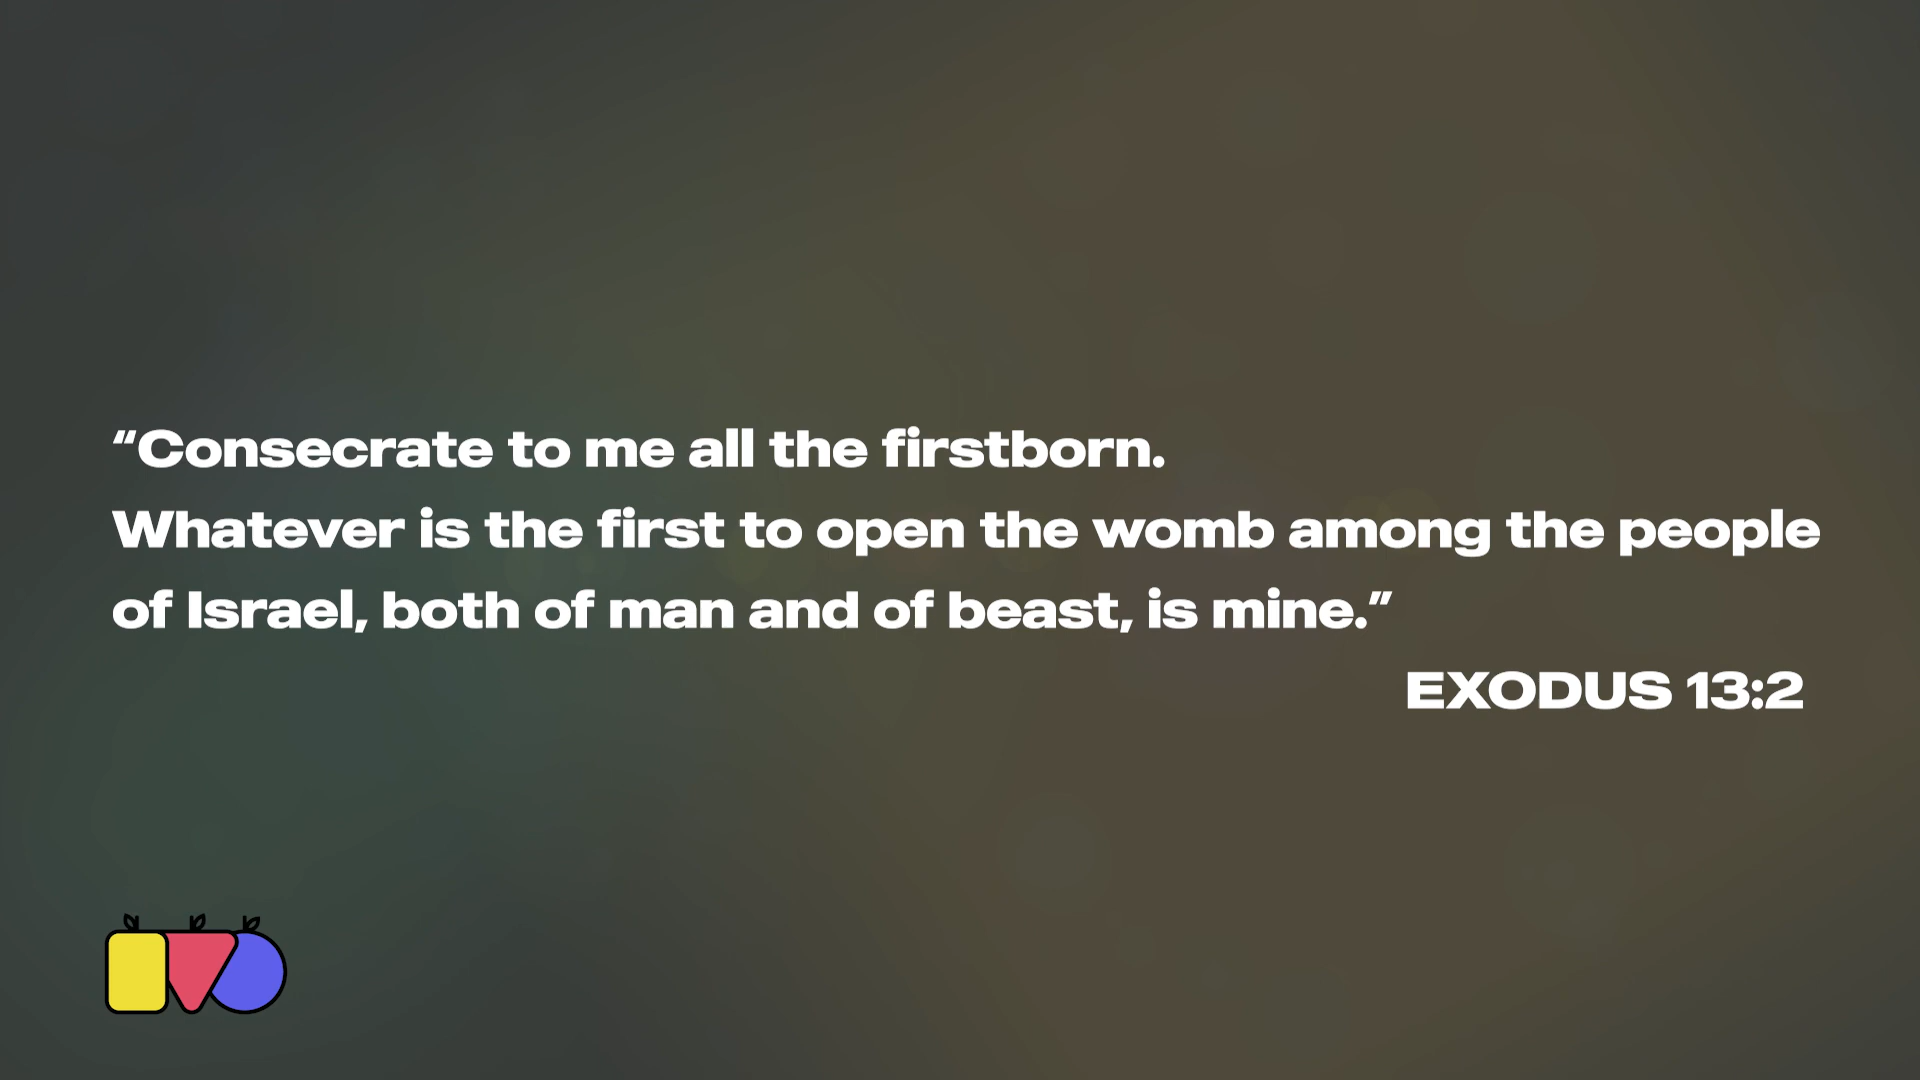 “Consecrate to me all the firstborn.
Whatever is the first to open the womb among the people
of Israel, both of man and of beast, is mine.”
EXODUS 13:2